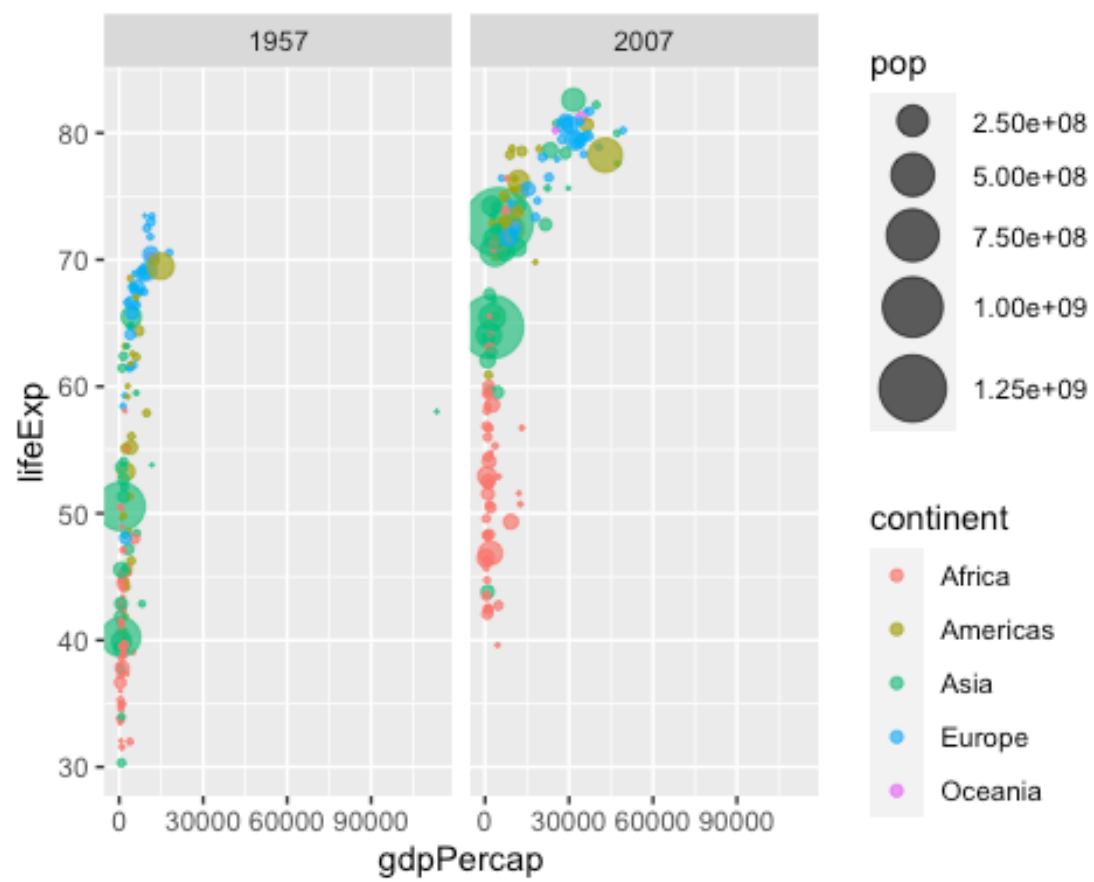 1957
2007
80
70
60
50
40
30
lifeExp
0 30000 60000 90000
0 30000 60000 90000
gdpPercap
pop
2.50e+08
5.00e+08
7.50e+08
1.00e+09
1.25e+09
continent
Africa
Americas
Asia
Europe
Oceania